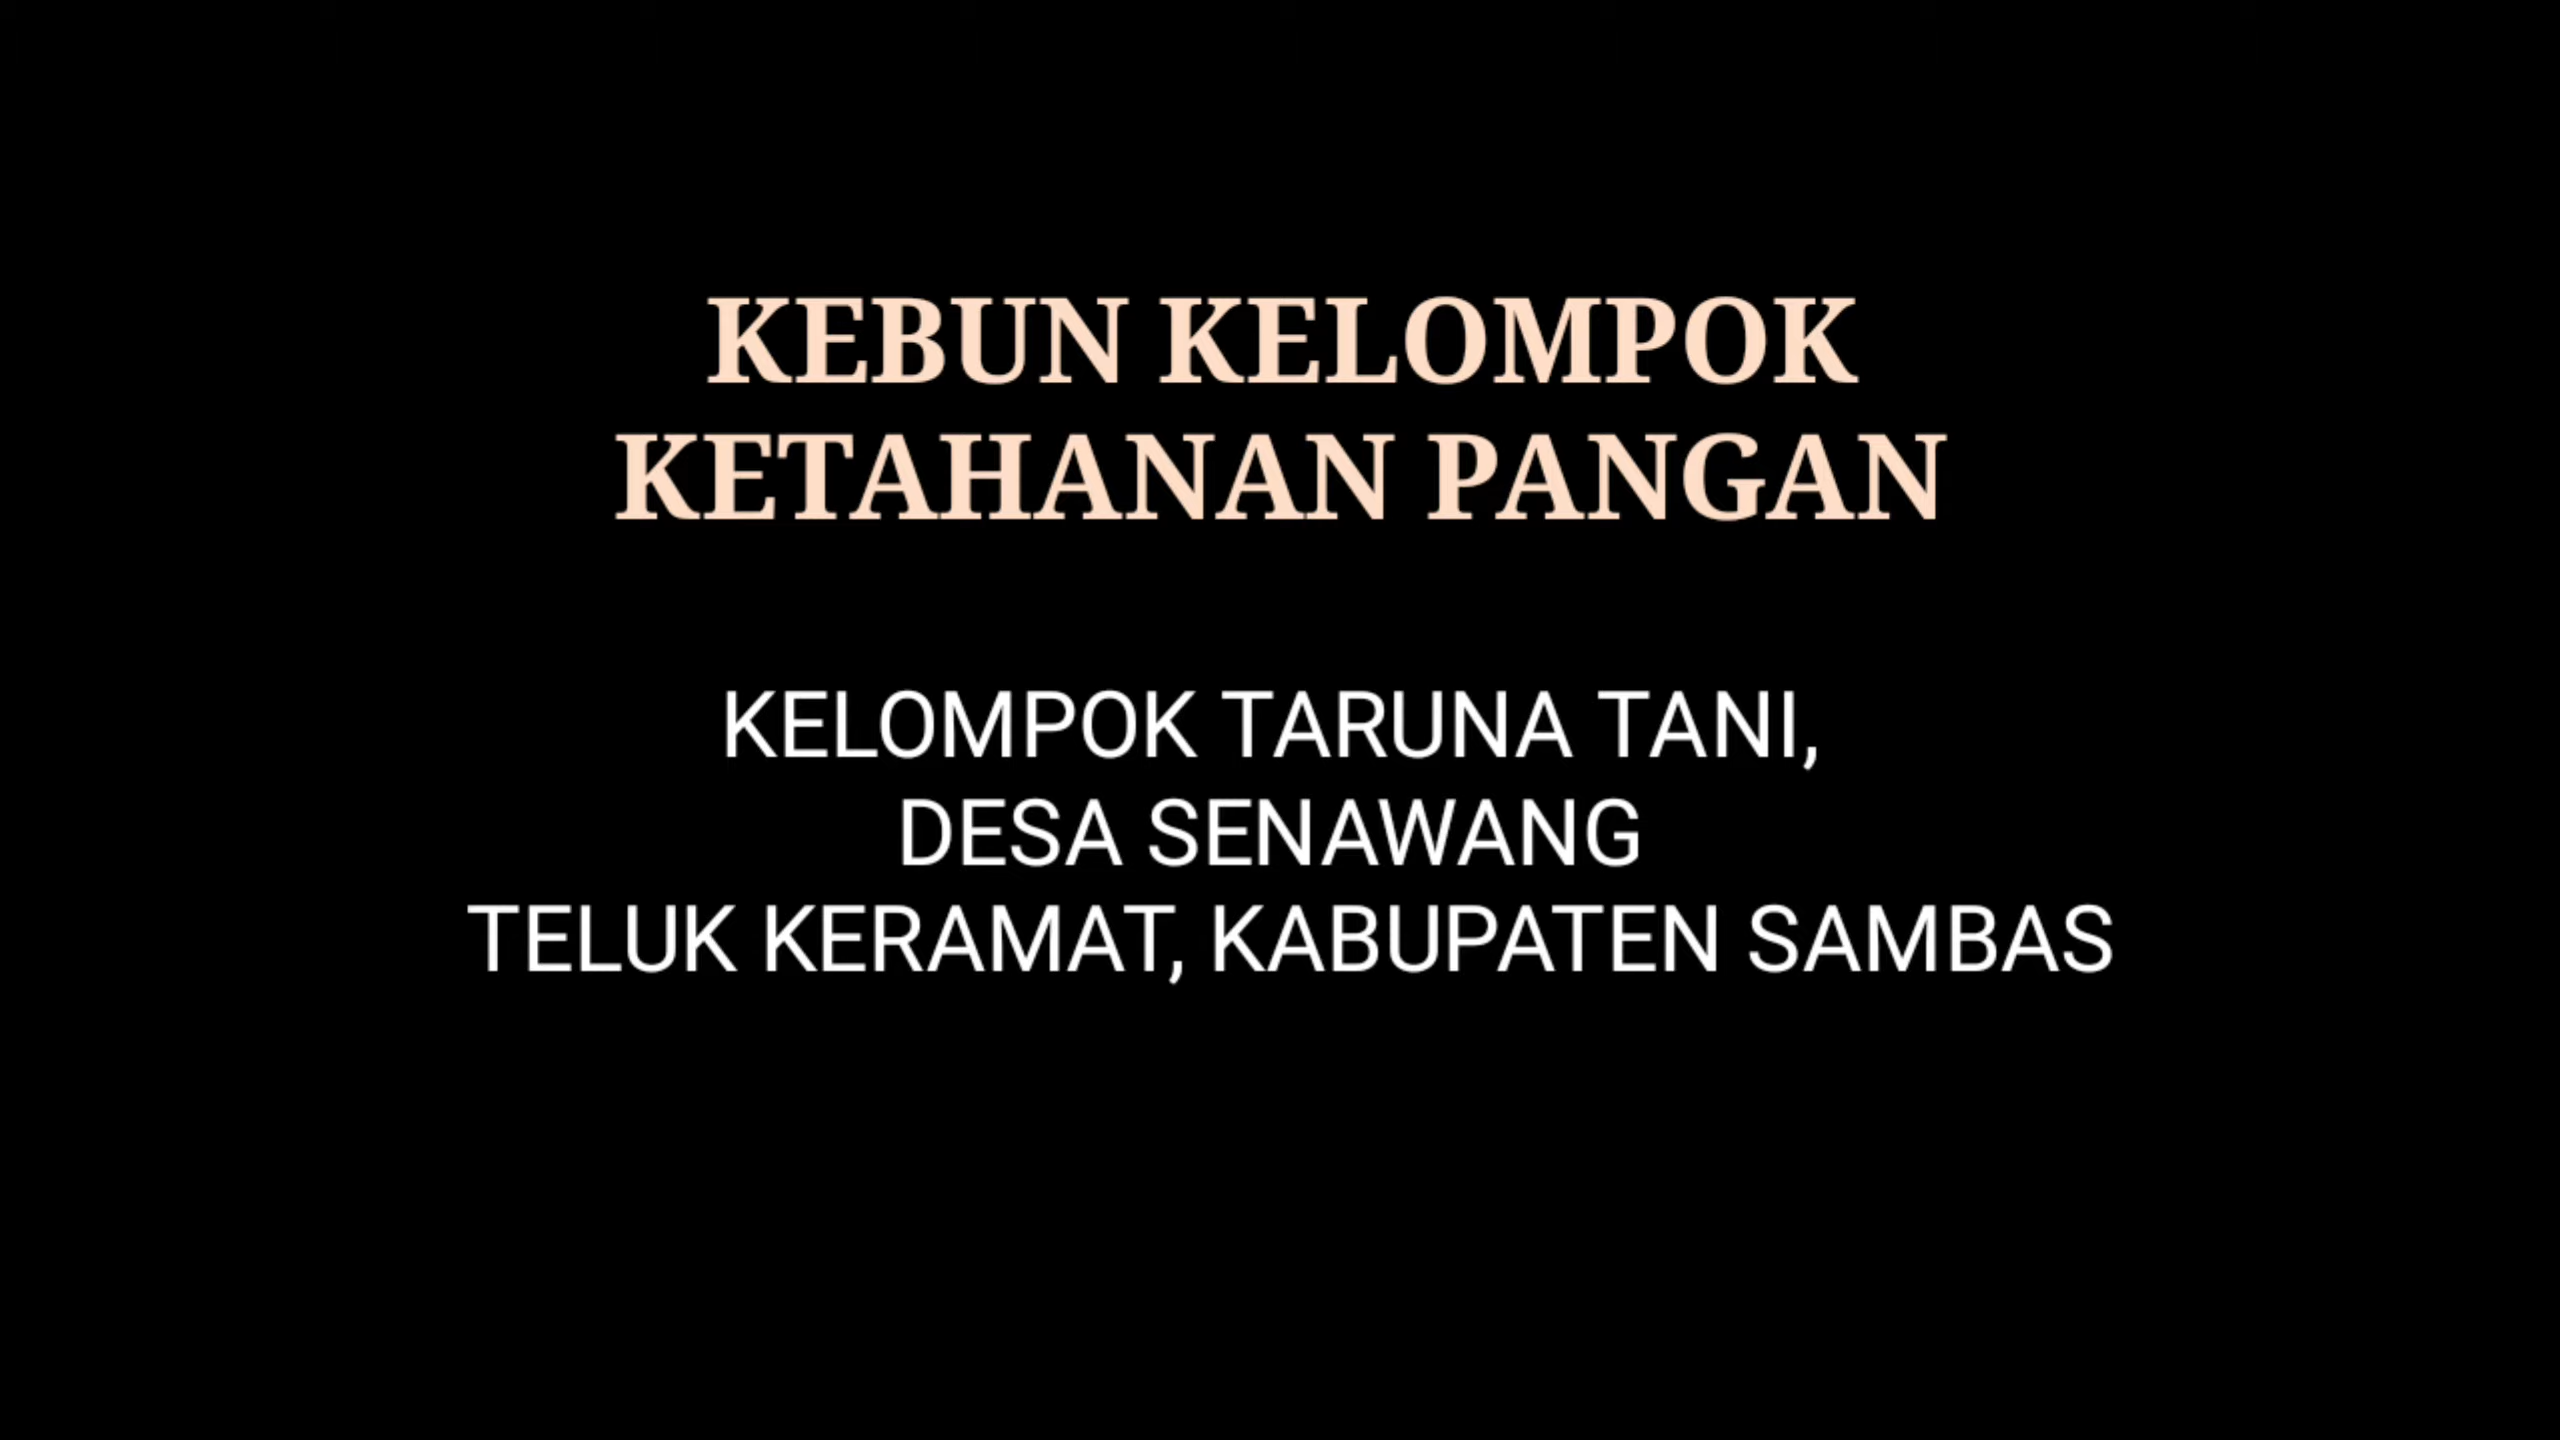 KEBUN KELOMPOK
KETAHANAN PANGAN
KELOMPOK TARUNA TANI,
DESA SENAWANG
TELUK KERAMAT, KABUPATEN SAMBAS